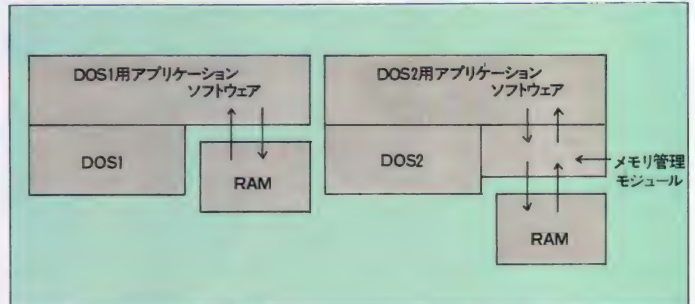 DOS1用アプリケーション
ソフトウェア
DOS1
RAM
DOS2用アプリケーション
ソフトウェア
DOS2
メモリ管理
モジュール
RAM